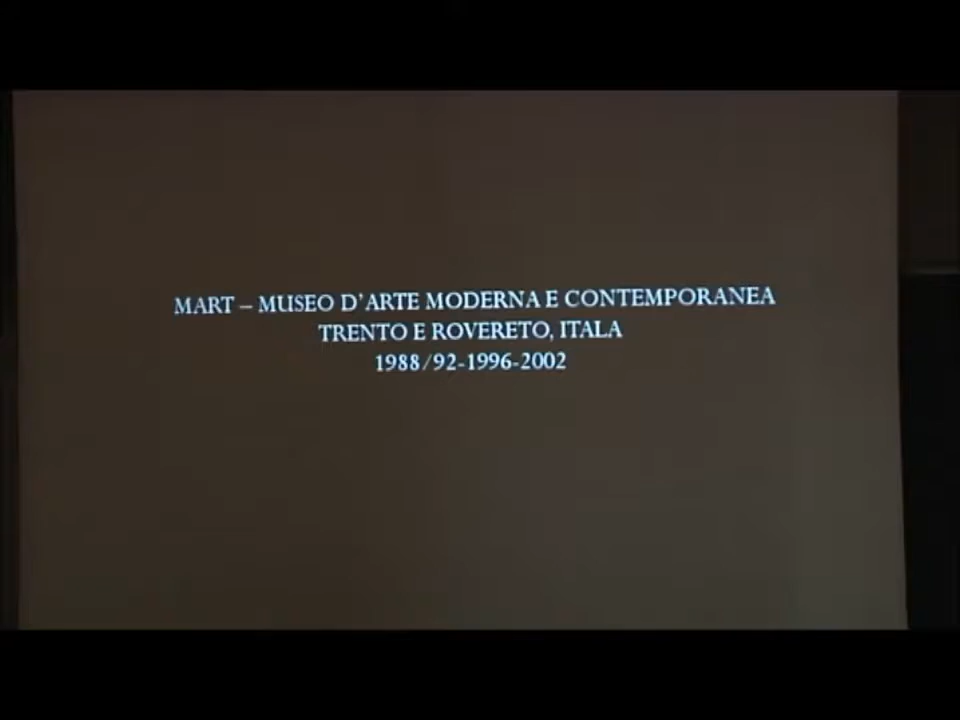 MART – MUSEO D'ARTE MODERNA E CONTEMPORANEA
TRENTO E ROVERETO, ITALA
1988/92-1996-2002